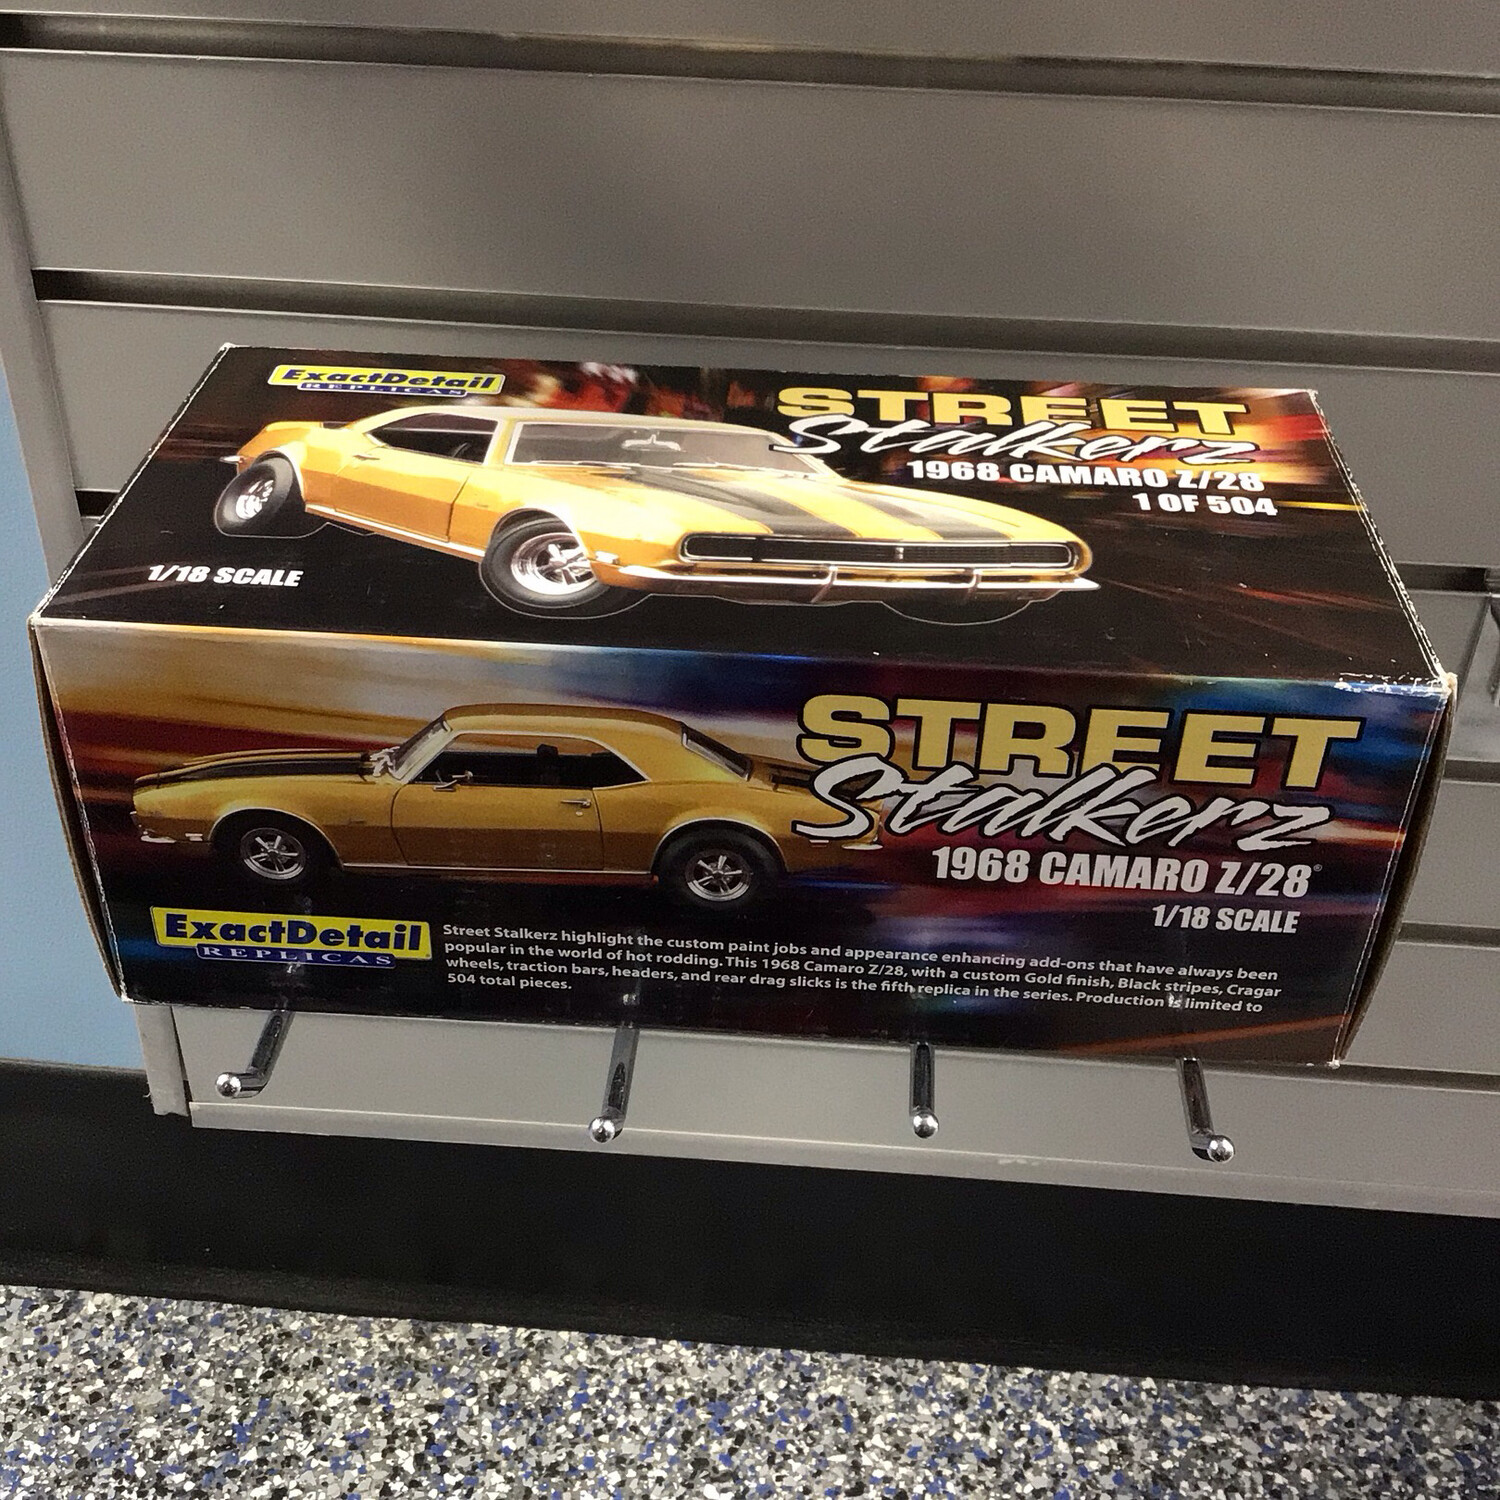 ExactDetail
REPLICAS
STREET
Stalkerz
1968 CAMARO Z/28
1 OF 504
1/18 SCALE
STREET
Stalkerz
1968 CAMARO Z/28®
1/18 SCALE
ExactDetail
REPLICAS
Street Stalkerz highlight the custom paint jobs and appearance enhancing add-ons that have always been
popular in the world of hot rodding. This 1968 Camaro Z/28, with a custom Gold finish, Black stripes, Cragar
wheels, traction bars, headers, and rear drag slicks is the fifth replica in the series. Production is limited to
504 total pieces.